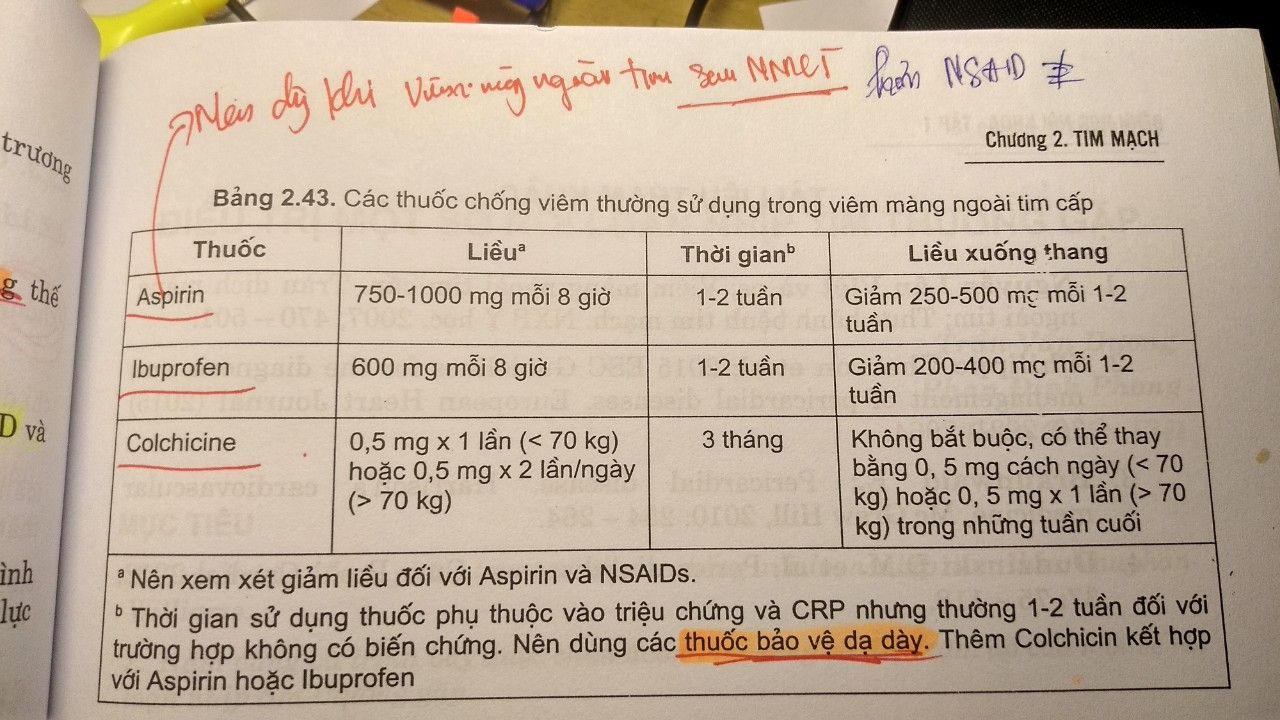 Nên dg khi viêm màng ngoài tim sau NMCT hơn NSAID ≠
Chương 2. TIM MẠCH
trương
g thế
D và
ình
lực
Bảng 2.43. Các thuốc chống viêm thường sử dụng trong viêm màng ngoài tim cấp
Thuốc Liềuᵃ Thời gianᵇ Liều xuống thang
Aspirin 750-1000 mg mỗi 8 giờ 1-2 tuần Giảm 250-500 mg mỗi 1-2
tuần
Ibuprofen 600 mg mỗi 8 giờ 1-2 tuần Giảm 200-400 mg mỗi 1-2
tuần
Colchicine 0,5 mg x 1 lần (< 70 kg) 3 tháng Không bắt buộc, có thể thay
hoặc 0,5 mg x 2 lần/ngày bằng 0, 5 mg cách ngày (< 70
(> 70 kg) kg) hoặc 0, 5 mg x 1 lần (> 70
kg) trong những tuần cuối
ᵃ Nên xem xét giảm liều đối với Aspirin và NSAIDs.
ᵇ Thời gian sử dụng thuốc phụ thuộc vào triệu chứng và CRP nhưng thường 1-2 tuần đối với
trường hợp không có biến chứng. Nên dùng các thuốc bảo vệ dạ dày. Thêm Colchicin kết hợp
với Aspirin hoặc Ibuprofen